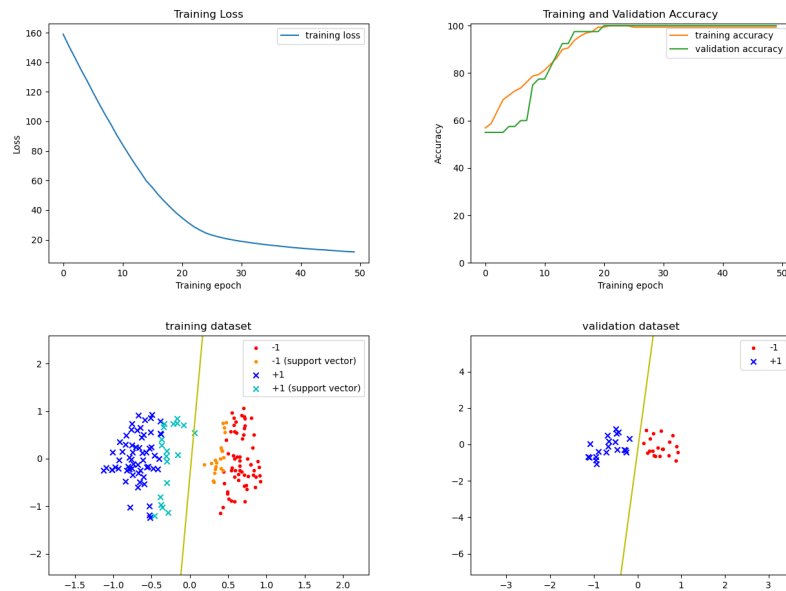 Training Loss
160
140
120
100
80
60
40
20
Loss
0 10 20 30 40 50
Training epoch
training loss
Training and Validation Accuracy
100
80
60
40
20
0
Accuracy
0 10 20 30 40 50
Training epoch
training accuracy
validation accuracy
training dataset
2
1
0
−1
−2
−1.5 −1.0 −0.5 0.0 0.5 1.0 1.5 2.0
-1
-1 (support vector)
+1
+1 (support vector)
validation dataset
4
2
0
−2
−4
−6
−3 −2 −1 0 1 2 3
-1
+1